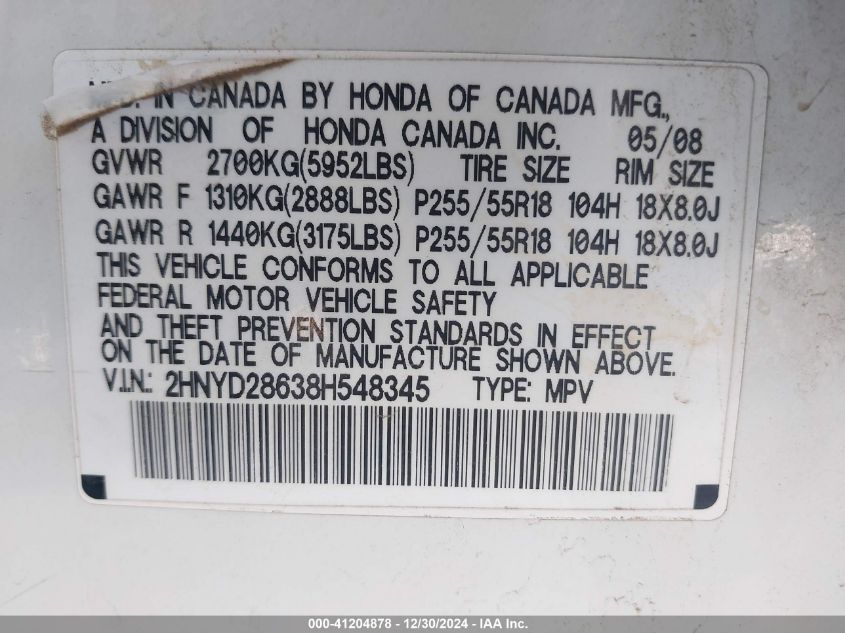 MFD. IN CANADA BY HONDA OF CANADA MFG.,
A DIVISION OF HONDA CANADA INC. 05/08
GVWR 2700KG(5952LBS) TIRE SIZE RIM SIZE
GAWR F 1310KG(2888LBS) P255/55R18 104H 18X8.0J
GAWR R 1440KG(3175LBS) P255/55R18 104H 18X8.0J
THIS VEHICLE CONFORMS TO ALL APPLICABLE
FEDERAL MOTOR VEHICLE SAFETY
AND THEFT PREVENTION STANDARDS IN EFFECT
ON THE DATE OF MANUFACTURE SHOWN ABOVE.
V.I.N.: 2HNYD28638H548345 TYPE: MPV
000-41204878 - 12/30/2024 - IAA Inc.